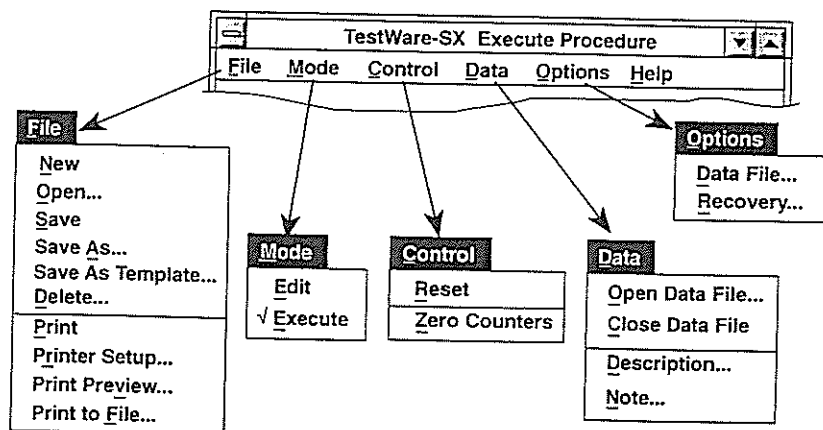 TestWare-SX Execute Procedure
File Mode Control Data Options Help
File
New
Open...
Save
Save As...
Save As Template...
Delete...
Print
Printer Setup...
Print Preview...
Print to File...
Mode
Edit
√ Execute
Control
Reset
Zero Counters
Data
Open Data File...
Close Data File
Description...
Note...
Options
Data File...
Recovery...